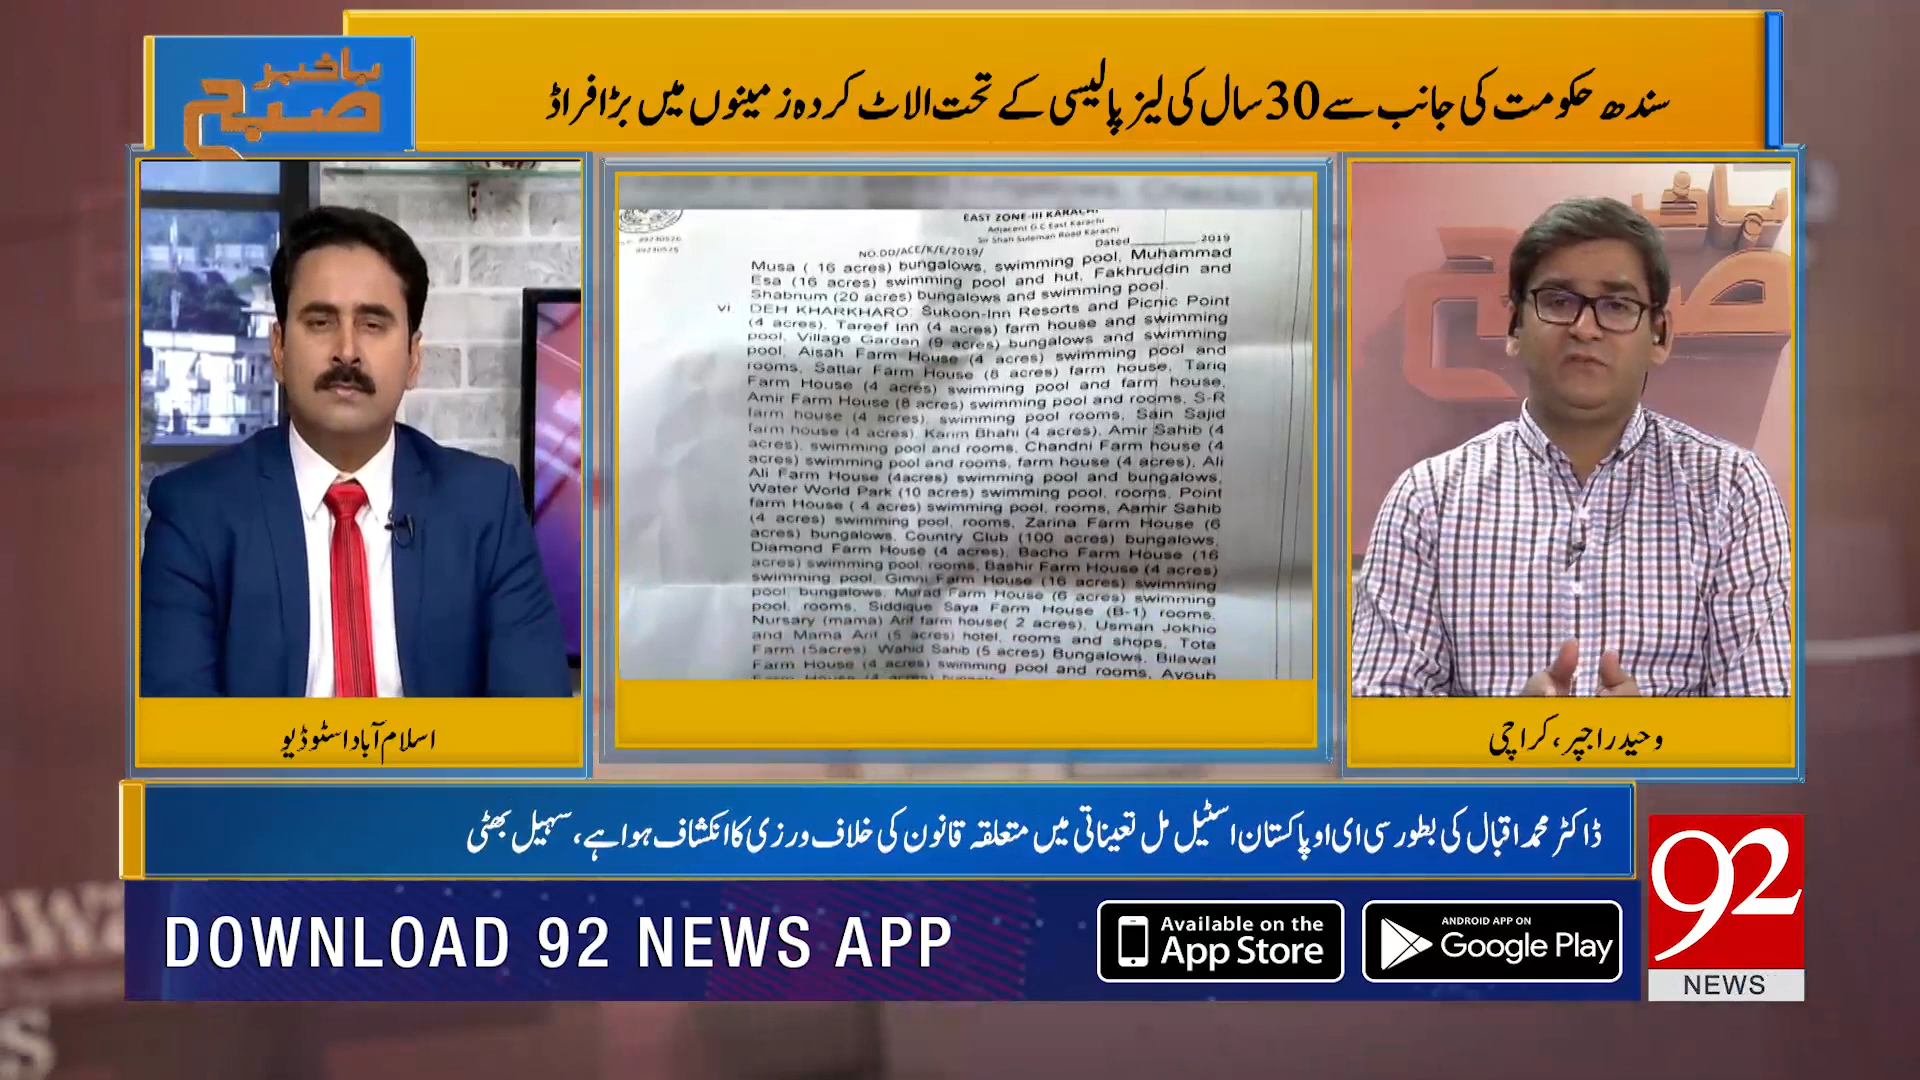 سندھ حکومت کی جانب سے 30 سال کی لیز پالیسی کے تحت الاٹ کردہ زمینوں میں بڑا فراڈ
باخبر
صبح
EAST ZONE-III KARACHI
Adjacent D.C East Karachi
Sir Shah Suleman Road Karachi
99230526
NO.DD/ACE/K/E/2019/ Dated 2019
Musa ( 16 acres) bungalows, swimming pool, Muhammad
Esa (16 acres) swimming pool and hut, Fakhruddin and
Shabnum (20 acres) bungalows and swimming pool.
vi. DEH KHARKHARO: Sukoon-Inn Resorts and Picnic Point
(4 acres), Tareef Inn (4 acres) farm house and swimming
pool, Village Garden (9 acres) bungalows and swimming
pool, Aisah Farm House (4 acres) swimming pool and
rooms, Sattar Farm House (8 acres) farm house, Tariq
Farm House (4 acres) swimming pool and farm house,
Amir Farm House (8 acres) swimming pool and rooms, S-R
farm house (4 acres), swimming pool rooms, Sain Sajid
farm house (4 acres), Karim Bhahi (4 acres), Amir Sahib (4
acres), swimming pool and rooms, Chandni Farm house (4
acres) swimming pool and rooms, farm house (4 acres), Ali
Ali Farm House (4acres) swimming pool and bungalows,
Water World Park (10 acres) swimming pool, rooms, Point
farm House ( 4 acres) swimming pool, rooms, Aamir Sahib
(4 acres) swimming pool, rooms, Zarina Farm House (6
acres) bungalows, Country Club (100 acres) bungalows,
Diamond Farm House (4 acres), Bacho Farm House (16
acres) swimming pool, rooms, Bashir Farm House (4 acres)
swimming pool, Gimni Farm House (16 acres) swimming
pool, bungalows, Murad Farm House (6 acres) swimming
pool, rooms, Siddique Saya Farm House (B-1) rooms,
Nursary (mama) Arif farm house( 2 acres), Usman Jokhio
and Mama Arif (5 acres) hotel, rooms and shops, Tota
Farm (5acres) Wahid Sahib (5 acres) Bungalows, Bilawal
Farm House (4 acres) swimming pool and rooms, Ayoub
Farm House (4 acres)
اسلام آباد اسٹوڈیو
وحید راجپر، کراچی
ڈاکٹر محمد اقبال کی بطور سی ای او پاکستان اسٹیل مل تعیناتی میں متعلقہ قانون کی خلاف ورزی کا انکشاف ہوا ہے، سہیل بھٹی
DOWNLOAD 92 NEWS APP
Available on the
App Store
ANDROID APP ON
Google Play
92
NEWS